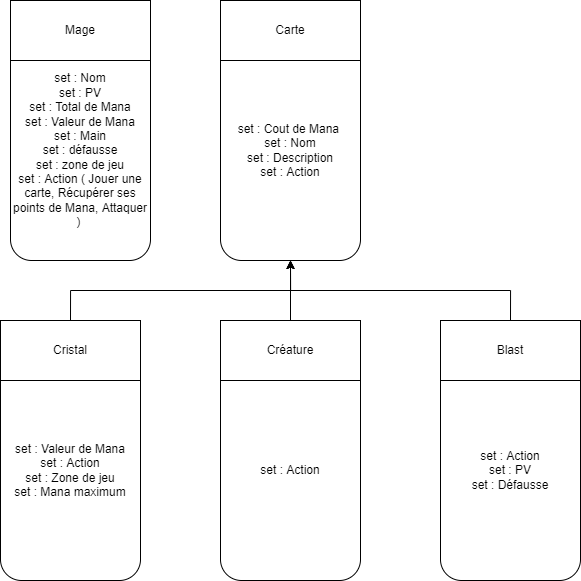 Mage
set : Nom
set : PV
set : Total de Mana
set : Valeur de Mana
set : Main
set : défausse
set : zone de jeu
set : Action ( Jouer une
carte, Récupérer ses
points de Mana, Attaquer
)
Carte
set : Cout de Mana
set : Nom
set : Description
set : Action
Cristal
set : Valeur de Mana
set : Action
set : Zone de jeu
set : Mana maximum
Créature
set : Action
Blast
set : Action
set : PV
set : Défausse